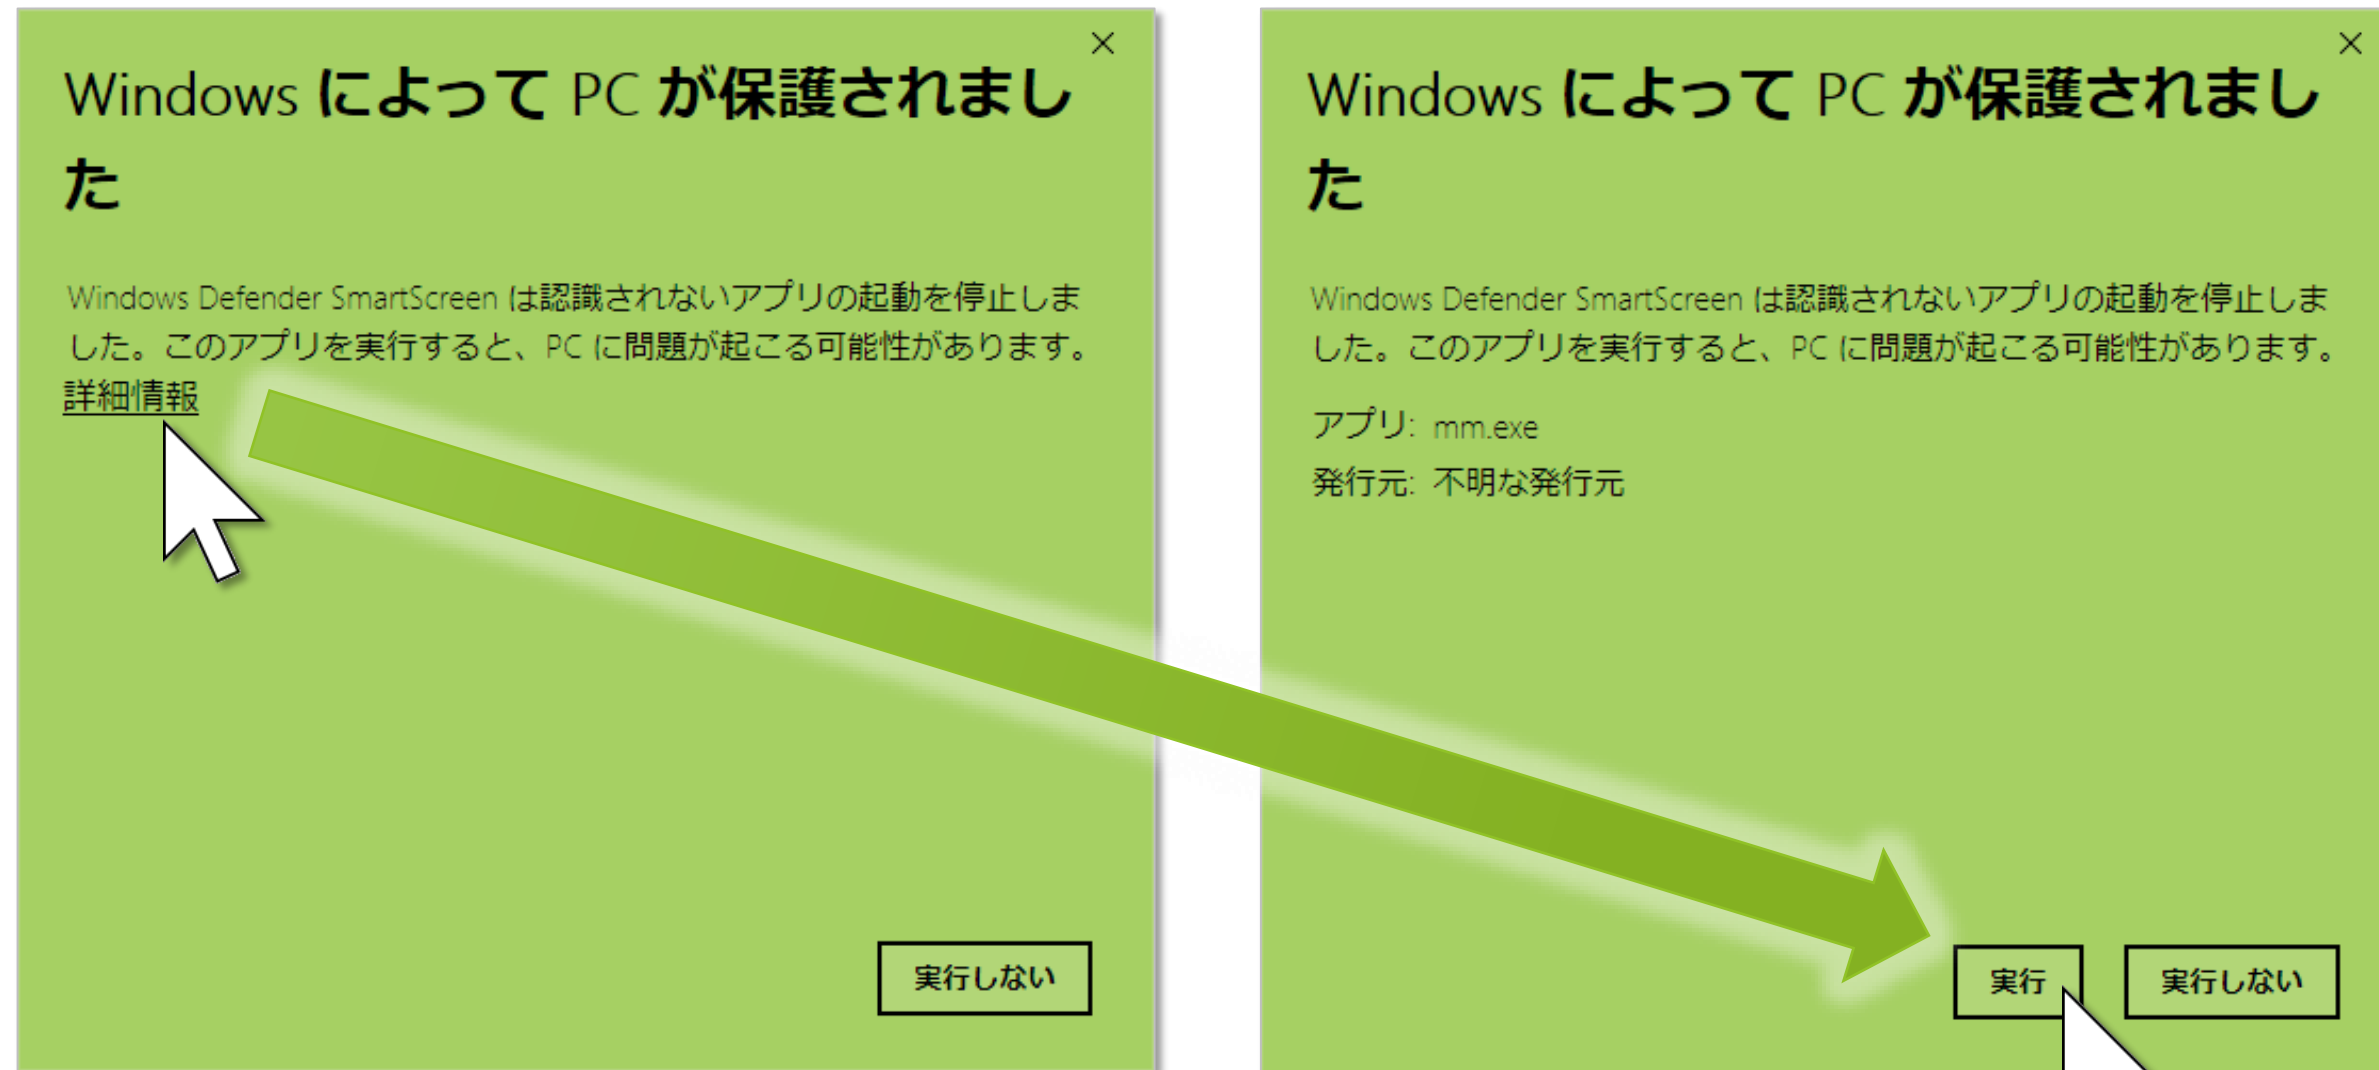 Windows によって PC が保護されまし
た
Windows Defender SmartScreen は認識されないアプリの起動を停止しま
した。このアプリを実行すると、PC に問題が起こる可能性があります。
詳細情報
実行しない
Windows によって PC が保護されまし
た
Windows Defender SmartScreen は認識されないアプリの起動を停止しま
した。このアプリを実行すると、PC に問題が起こる可能性があります。
アプリ: mm.exe
発行元: 不明な発行元
実行 実行しない